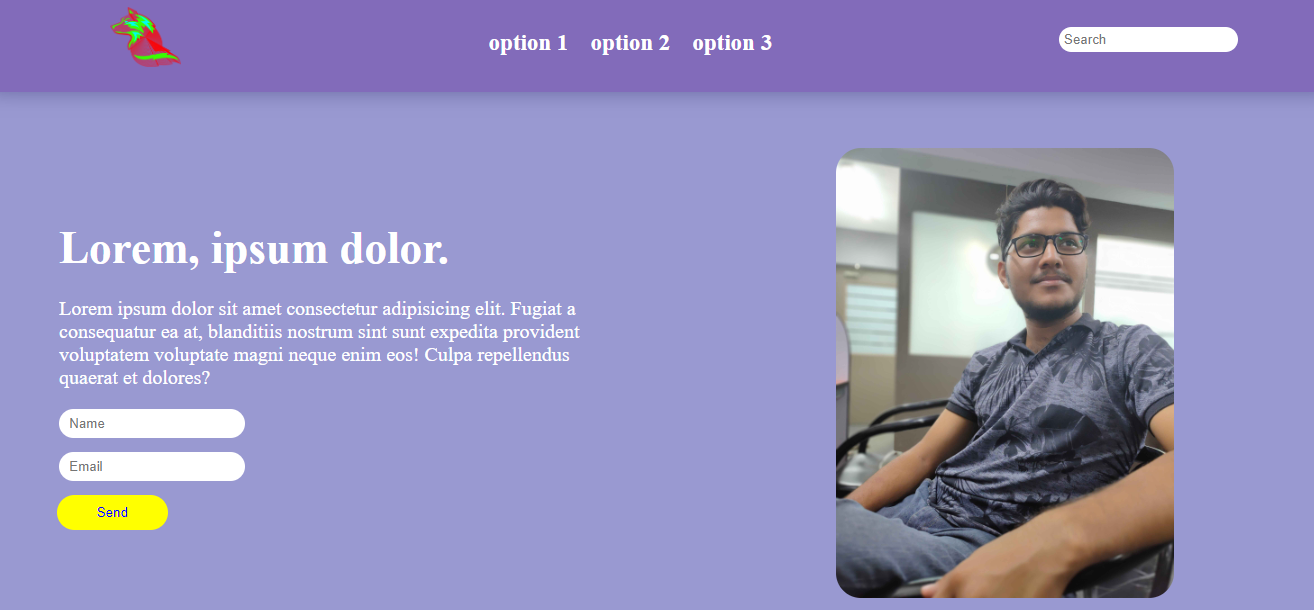 option 1 option 2 option 3
Search
Lorem, ipsum dolor.
Lorem ipsum dolor sit amet consectetur adipisicing elit. Fugiat a
consequatur ea at, blanditiis nostrum sint sunt expedita provident
voluptatem voluptate magni neque enim eos! Culpa repellendus
quaerat et dolores?
Name
Email
Send